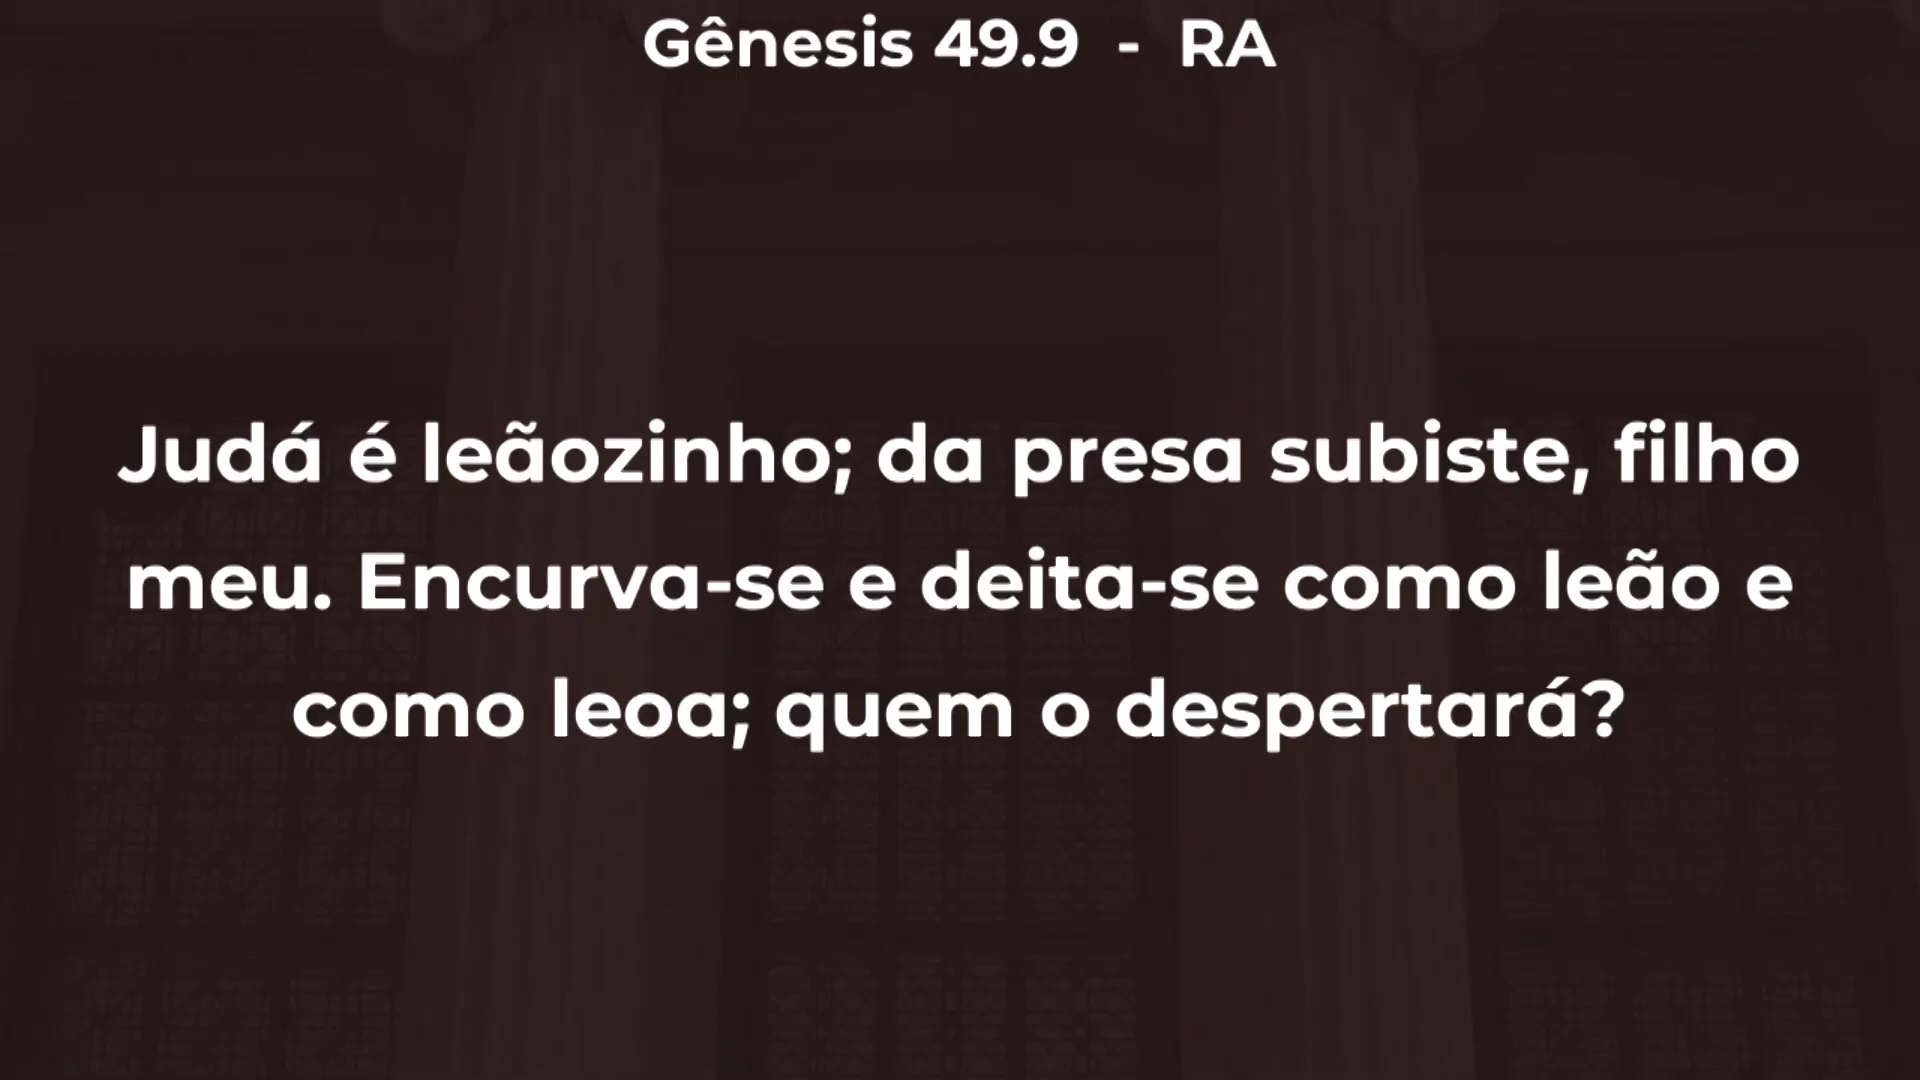 Gênesis 49.9 - RA
Judá é leãozinho; da presa subiste, filho
meu. Encurva-se e deita-se como leão e
como leoa; quem o despertará?